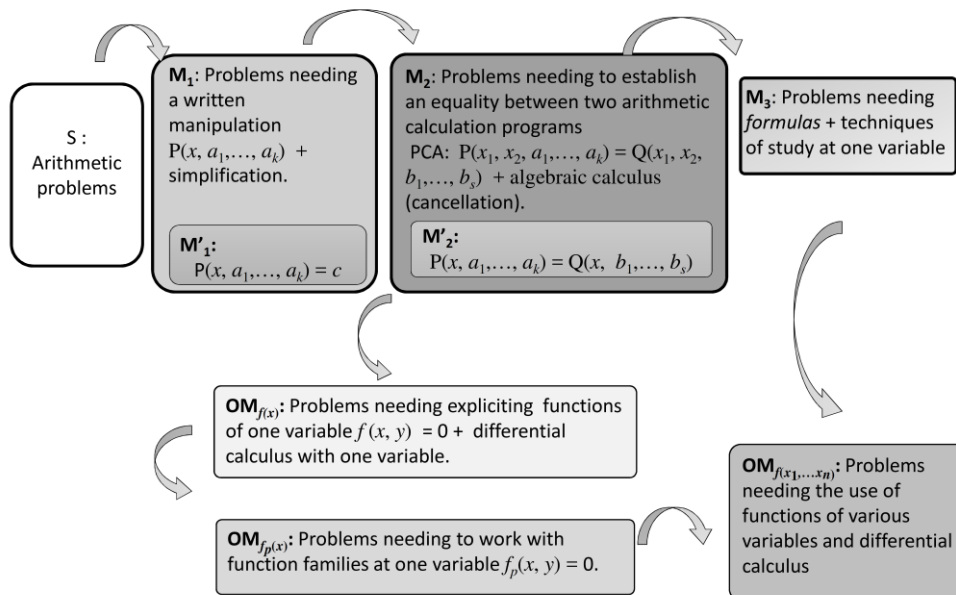 S :
Arithmetic
problems
M₁: Problems needing
a written
manipulation
P(x, a₁,..., aₖ) +
simplification.
M'₁:
P(x, a₁,..., aₖ) = c
M₂: Problems needing to establish
an equality between two arithmetic
calculation programs
PCA: P(x₁, x₂, a₁,..., aₖ) = Q(x₁, x₂,
b₁,..., bₛ) + algebraic calculus
(cancellation).
M'₂:
P(x, a₁,..., aₖ) = Q(x, b₁,..., bₛ)
M₃: Problems needing
formulas + techniques
of study at one variable
OM_f(x): Problems needing expliciting functions
of one variable f (x, y) = 0 + differential
calculus with one variable.
OM_fₚ(x): Problems needing to work with
function families at one variable fₚ(x, y) = 0.
OM_f(x₁,...xₙ): Problems
needing the use of
functions of various
variables and differential
calculus